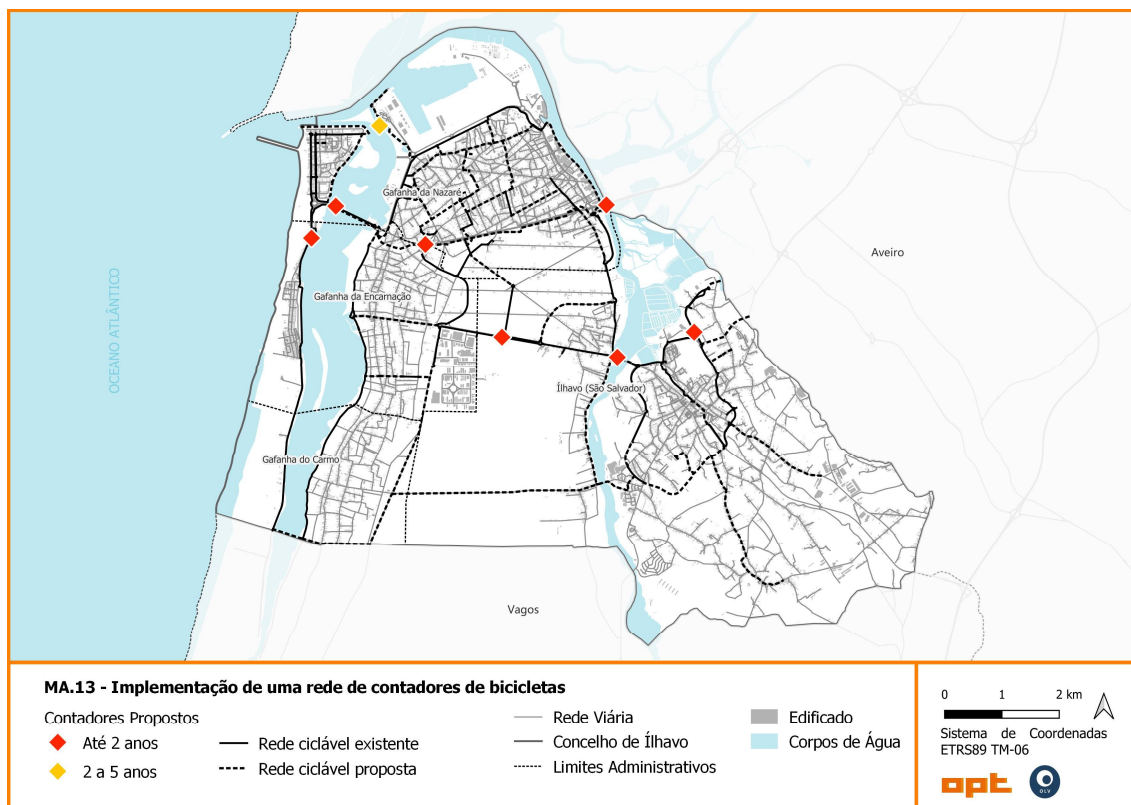 OCEANO ATLÂNTICO
Gafanha da Nazaré
Aveiro
Gafanha da Encarnação
Ílhavo (São Salvador)
Gafanha do Carmo
Vagos
MA.13 - Implementação de uma rede de contadores de bicicletas
Contadores Propostos
Até 2 anos
2 a 5 anos
Rede ciclável existente
Rede ciclável proposta
Rede Viária
Concelho de Ílhavo
Limites Administrativos
Edificado
Corpos de Água
0 1 2 km
Sistema de Coordenadas
ETRS89 TM-06
opt
OLV